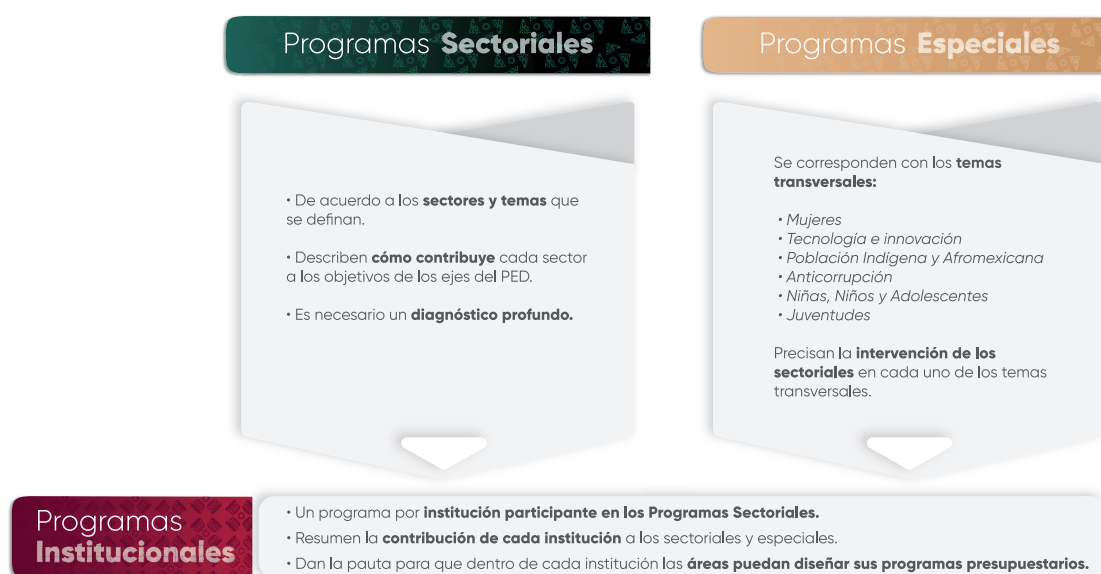 Programas Sectoriales
• De acuerdo a los sectores y temas que
se definan.
• Describen cómo contribuye cada sector
a los objetivos de los ejes del PED.
• Es necesario un diagnóstico profundo.
Programas Especiales
Se corresponden con los temas
transversales:
• Mujeres
• Tecnología e innovación
• Población Indígena y Afromexicana
• Anticorrupción
• Niñas, Niños y Adolescentes
• Juventudes
Precisan la intervención de los
sectoriales en cada uno de los temas
transversales.
Programas
Institucionales
• Un programa por institución participante en los Programas Sectoriales.
• Resumen la contribución de cada institución a los sectoriales y especiales.
• Dan la pauta para que dentro de cada institución las áreas puedan diseñar sus programas presupuestarios.